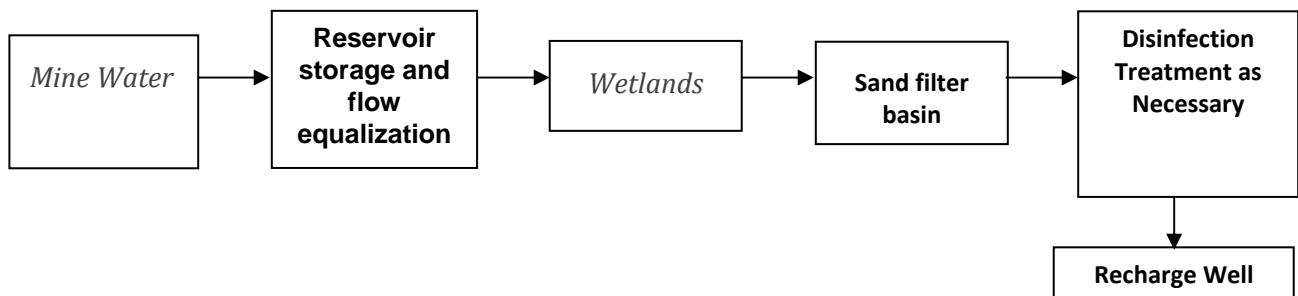 Mine Water
Reservoir
storage and
flow
equalization
Wetlands
Sand filter
basin
Disinfection
Treatment as
Necessary
Recharge Well